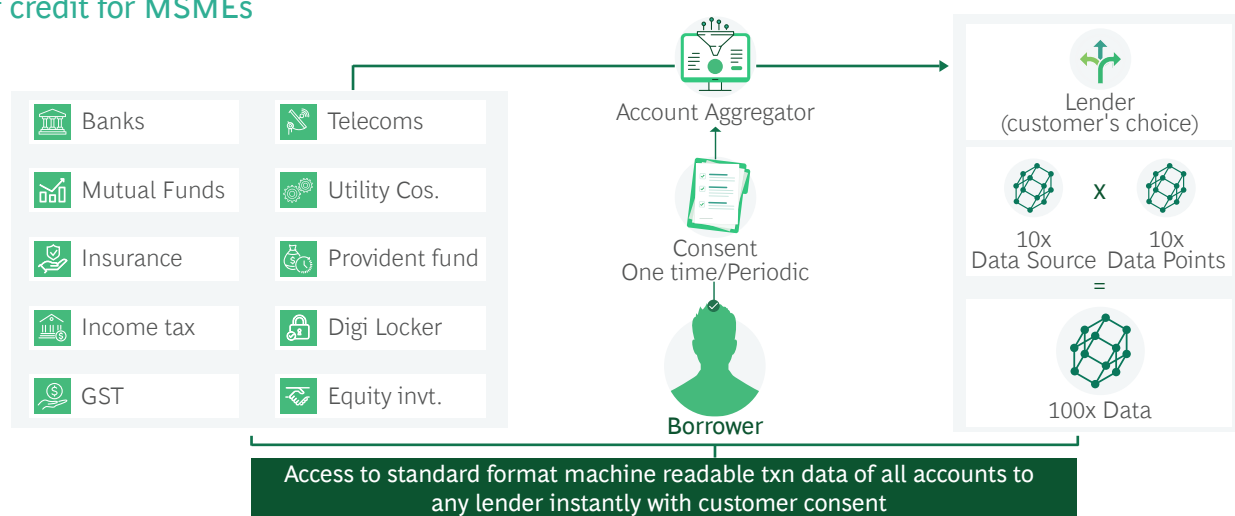 credit for MSMEs
Banks
Telecoms
Mutual Funds
Utility Cos.
Insurance
Provident fund
Income tax
Digi Locker
GST
Equity invt.
Account Aggregator
Consent
One time/Periodic
Borrower
Lender
(customer's choice)
x
10x
Data Source
10x
Data Points
=
100x Data
Access to standard format machine readable txn data of all accounts to
any lender instantly with customer consent